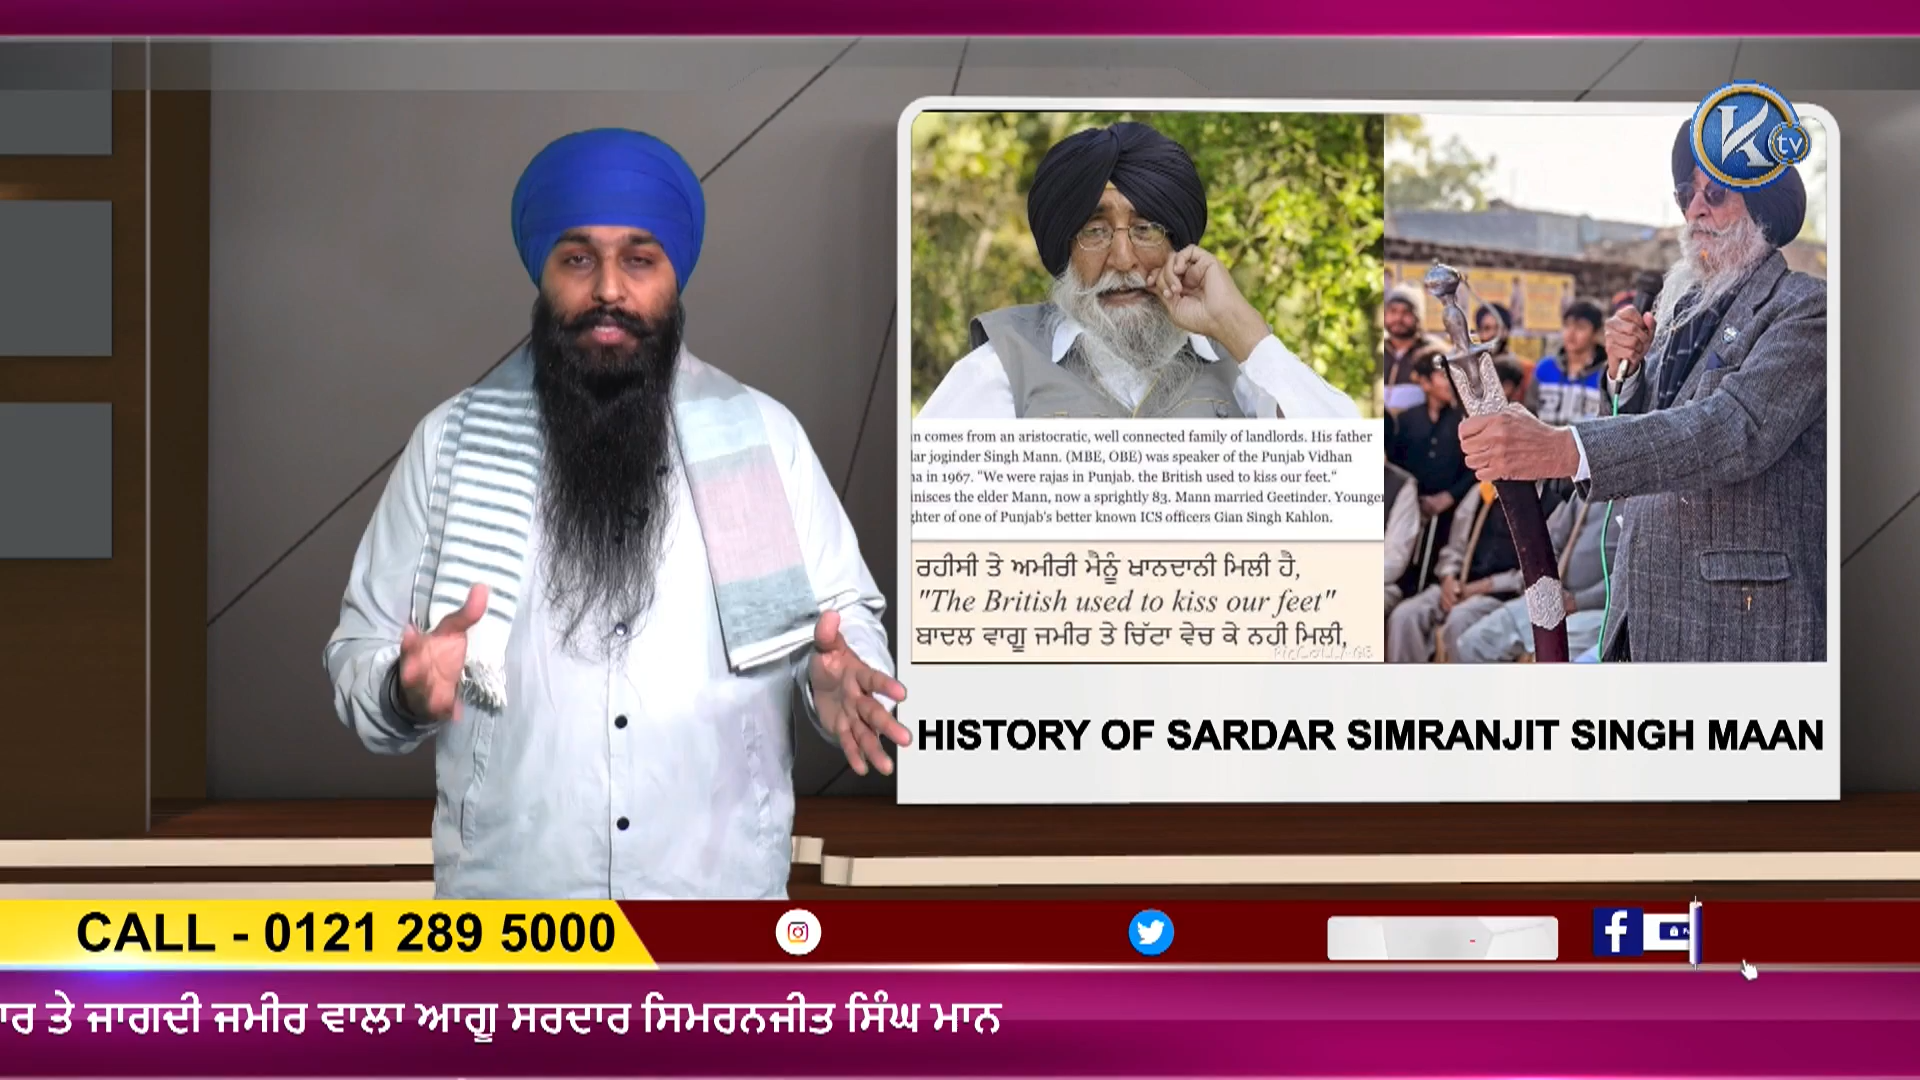 K tv
n comes from an aristocratic, well connected family of landlords. His father
ar joginder Singh Mann. (MBE, OBE) was speaker of the Punjab Vidhan
a in 1967. "We were rajas in Punjab. the British used to kiss our feet."
inisces the elder Mann, now a sprightly 83. Mann married Geetinder. Younger
ghter of one of Punjab's better known ICS officers Gian Singh Kahlon.
ਰਹੀਸੀ ਤੇ ਅਮੀਰੀ ਮੈਨੂੰ ਖਾਨਦਾਨੀ ਮਿਲੀ ਹੈ,
"The British used to kiss our feet"
ਬਾਦਲ ਵਾਗੂ ਜਮੀਰ ਤੇ ਚਿੱਟਾ ਵੇਚ ਕੇ ਨਹੀ ਮਿਲੀ,
PicCollage
HISTORY OF SARDAR SIMRANJIT SINGH MAAN
CALL - 0121 289 5000
ਾਰ ਤੇ ਜਾਗਦੀ ਜਮੀਰ ਵਾਲਾ ਆਗੂ ਸਰਦਾਰ ਸਿਮਰਨਜੀਤ ਸਿੰਘ ਮਾਨ